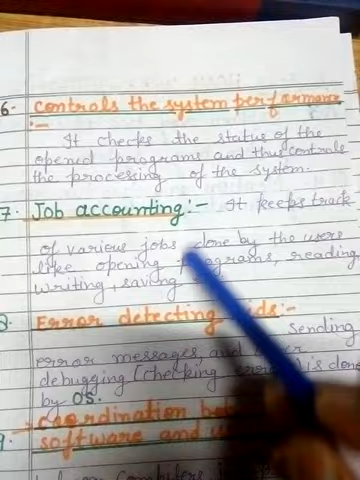 6. Controls the system performance
:-
It checks the status of the
opened programs and thus controls
the processing of the system.
7. Job accounting:- It keeps track
of various jobs done by the users
like opening programs, reading,
writing, saving
8. Error detecting aids:-
Sending
error messages, and
debugging (checking errors) is done
by OS.
9. Coordination
software and